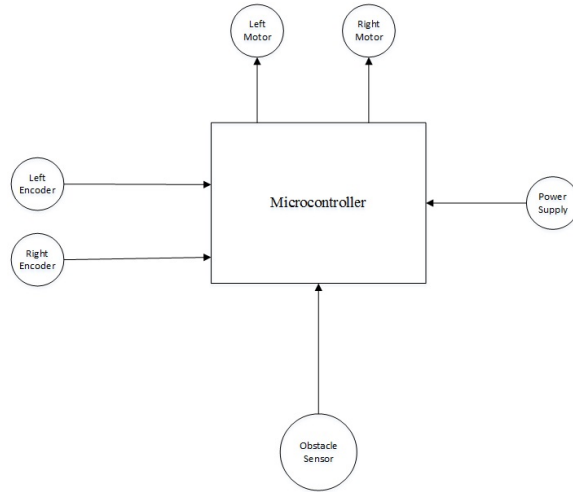 Left
Motor
Right
Motor
Left
Encoder
Microcontroller
Power
Supply
Right
Encoder
Obstacle
Sensor